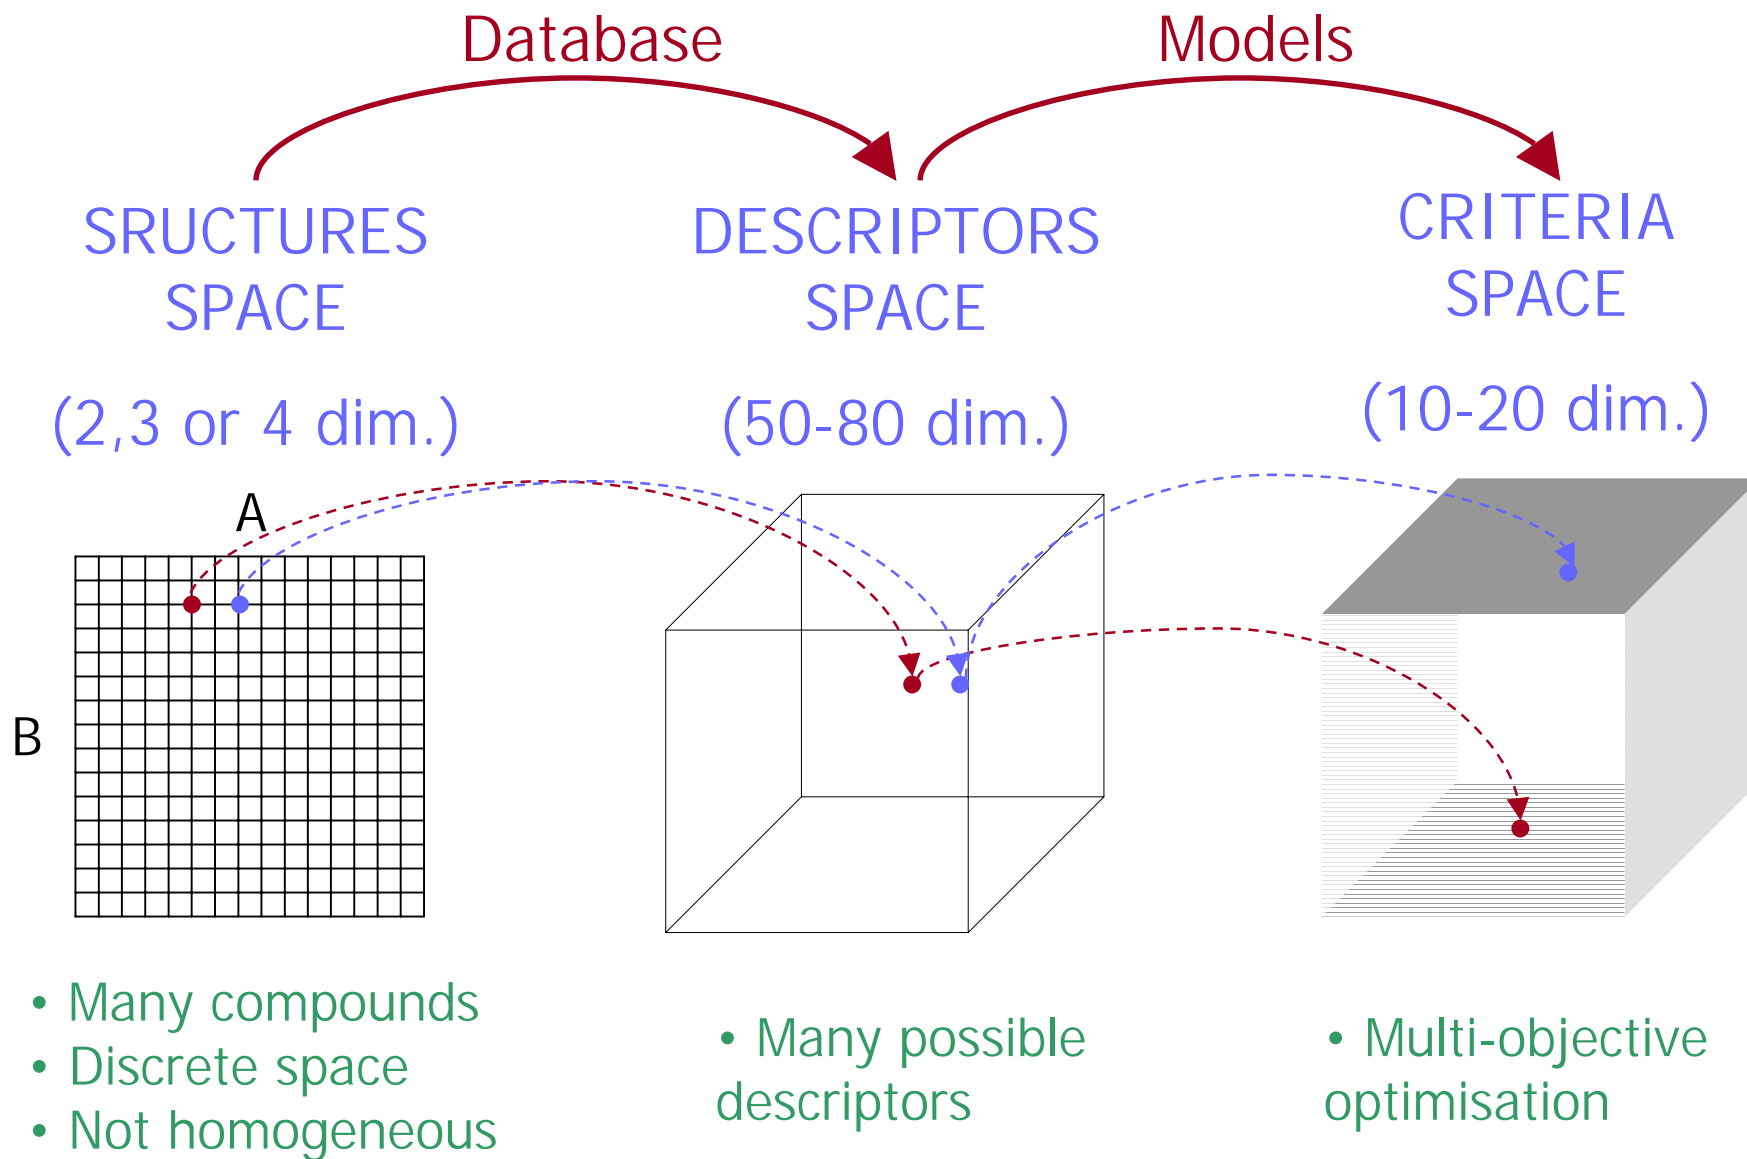 Database
Models
SRUCTURES
SPACE
DESCRIPTORS
SPACE
CRITERIA
SPACE
(2,3 or 4 dim.)
(50-80 dim.)
(10-20 dim.)
A
B
• Many compounds
• Discrete space
• Not homogeneous
• Many possible
descriptors
• Multi-objective
optimisation